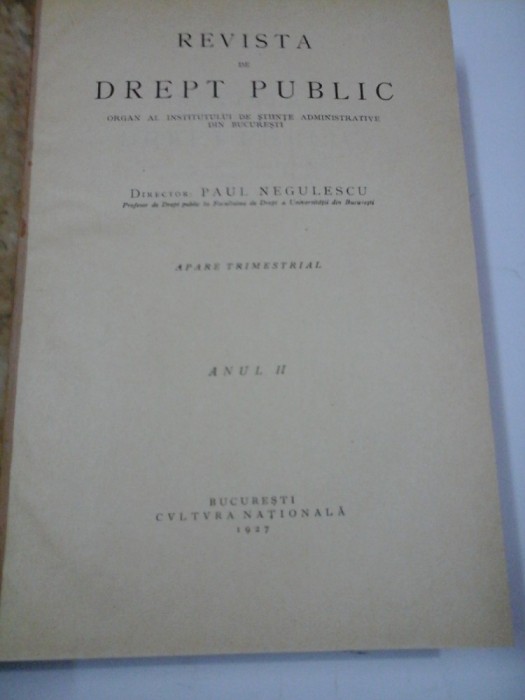 REVISTA
DE
DREPT PUBLIC
ORGAN AL INSTITUTULUI DE ȘTIINȚE ADMINISTRATIVE
DIN BUCUREȘTI
DIRECTOR: PAUL NEGULESCU
Profesor de Drept public la Facultatea de Drept a Universității din București
APARE TRIMESTRIAL
ANUL II
BUCUREȘTI
CVLTVRA NAȚIONALĂ
1927